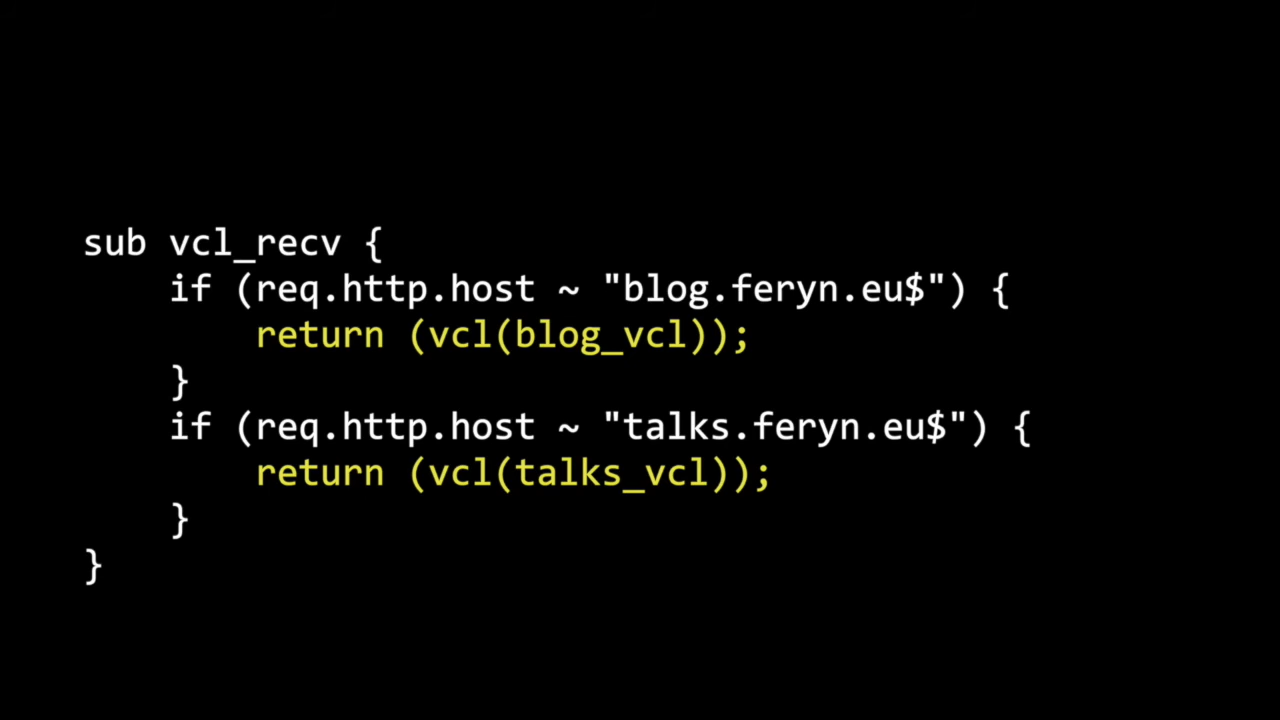 sub vcl_recv {
    if (req.http.host ~ "blog.feryn.eu$") {
        return (vcl(blog_vcl));
    }
    if (req.http.host ~ "talks.feryn.eu$") {
        return (vcl(talks_vcl));
    }
}